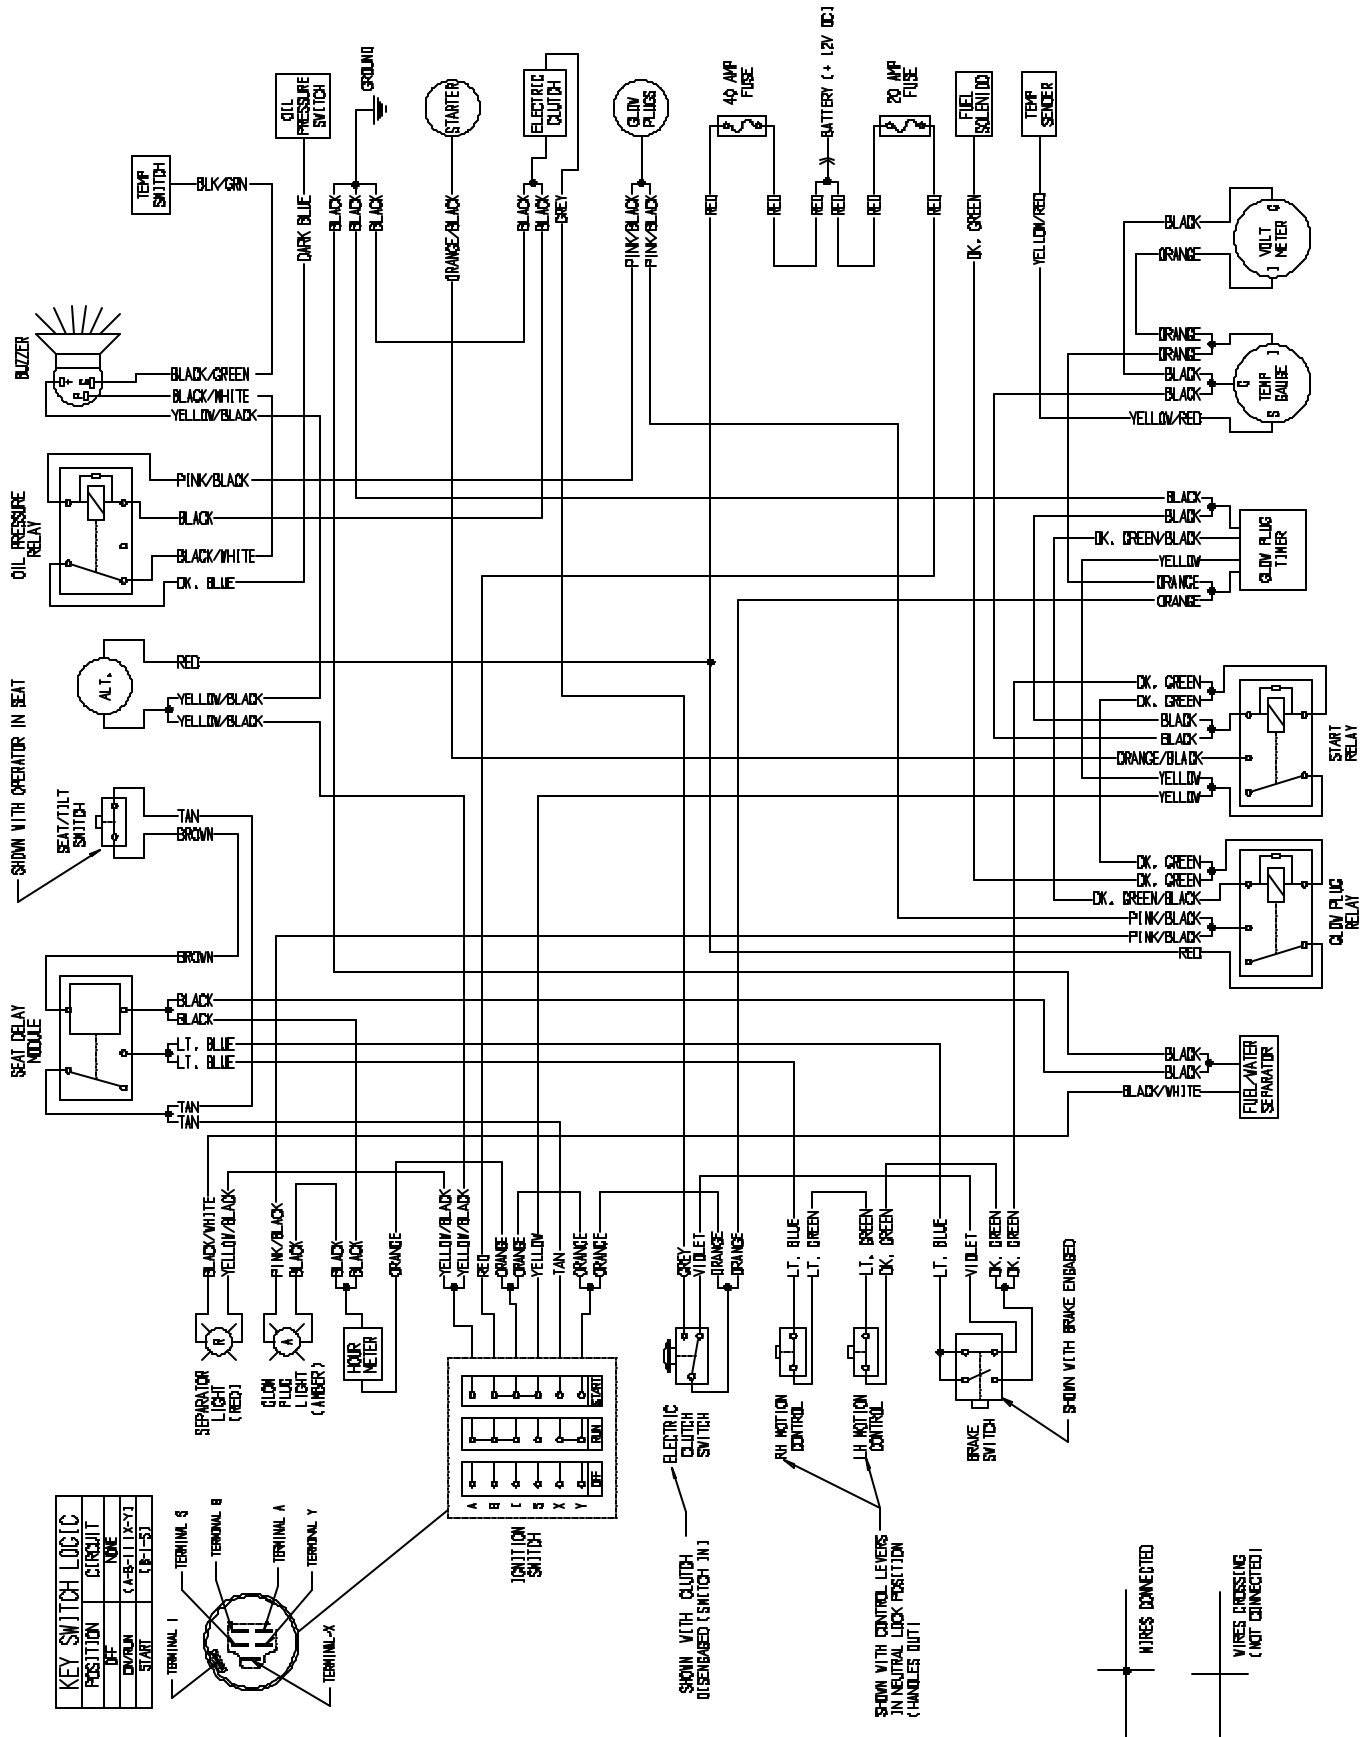 OIL
PRESSURE
SWITCH
GROUND
STARTER
ELECTRIC
CLUTCH
GLOW
PLUGS
40 AMP
FUSE
BATTERY (+ 12V DC)
20 AMP
FUSE
FUEL
SOLENIOD
TEMP
SENDER
TEMP
SWITCH
BLK/GRN
DARK BLUE
BLACK
BLACK
BLACK
ORANGE/BLACK
BLACK
BLACK
GREY
PINK/BLACK
PINK/BLACK
RED
RED
RED
RED
RED
RED
DK. GREEN
YELLOW/RED
BLACK
ORANGE
VOLT
METER
G
I
BUZZER
BLACK/GREEN
BLACK/WHITE
YELLOW/BLACK
ORANGE
ORANGE
BLACK
BLACK
YELLOW/RED
TEMP
GAUGE
G
I
S
OIL PRESSURE
RELAY
PINK/BLACK
BLACK
BLACK/WHITE
DK. BLUE
BLACK
BLACK
DK. GREEN/BLACK
YELLOW
ORANGE
ORANGE
GLOW PLUG
TIMER
ALT.
RED
YELLOW/BLACK
YELLOW/BLACK
DK. GREEN
DK. GREEN
BLACK
BLACK
ORANGE/BLACK
YELLOW
YELLOW
START
RELAY
SHOWN WITH OPERATOR IN SEAT
SEAT/TILT
SWITCH
TAN
BROWN
DK. GREEN
DK. GREEN
DK. GREEN/BLACK
PINK/BLACK
PINK/BLACK
RED
GLOW PLUG
RELAY
SEAT DELAY
MODULE
BROWN
BLACK
BLACK
LT. BLUE
LT. BLUE
TAN
TAN
BLACK
BLACK
BLACK/WHITE
FUEL/WATER
SEPARATOR
BLACK/WHITE
YELLOW/BLACK
PINK/BLACK
BLACK
BLACK
BLACK
ORANGE
YELLOW/BLACK
YELLOW/BLACK
RED
ORANGE
ORANGE
YELLOW
TAN
ORANGE
ORANGE
GREY
VIOLET
ORANGE
ORANGE
LT. BLUE
LT. GREEN
LT. GREEN
DK. GREEN
LT. BLUE
VIOLET
DK. GREEN
DK. GREEN
R
A
HOUR
METER
SEPARATOR
LIGHT
(RED)
GLOW
PLUG
LIGHT
(AMBER)
START
RUN
OFF
A
B
I
S
X
Y
IGNITION
SWITCH
ELECTRIC
CLUTCH
SWITCH
RH MOTION
CONTROL
LH MOTION
CONTROL
BRAKE
SWITCH
SHOWN WITH BRAKE ENGAGED
SHOWN WITH CLUTCH
DISENGAGED (SWITCH IN)
SHOWN WITH CONTROL LEVERS
IN NEUTRAL LOCK POSITION
(HANDLES OUT)
KEY SWITCH LOGIC
POSITION CIRCUIT
OFF NONE
ON/RUN (A-B-I) (X-Y)
START (B-I-S)
TERMINAL I
TERMINAL S
TERMINAL B
TERMINAL A
TERMINAL Y
TERMINAL-X
WIRES CONNECTED
WIRES CROSSING
(NOT CONNECTED)